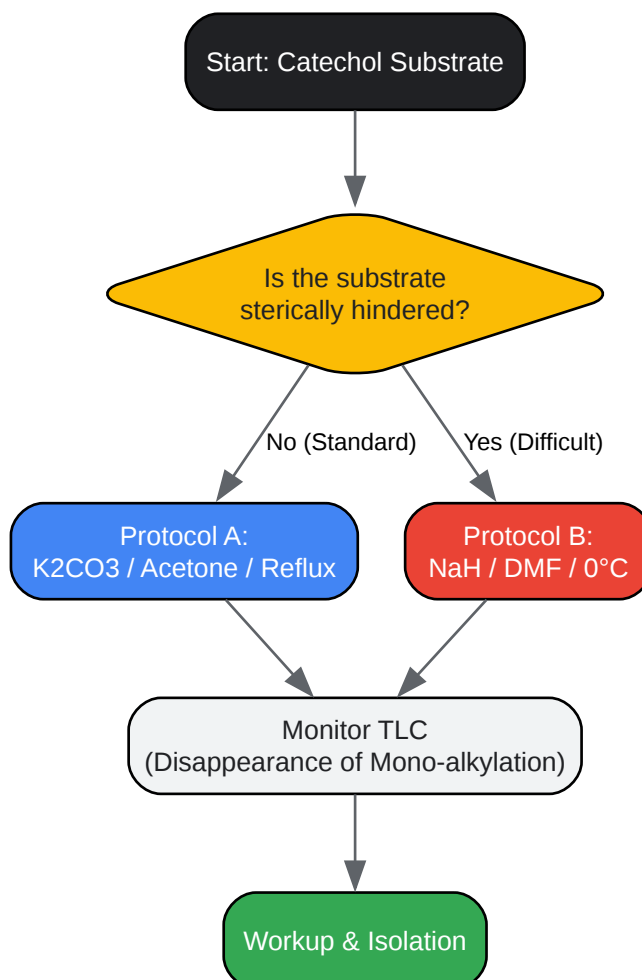 Start: Catechol Substrate
Is the substrate
sterically hindered?
No (Standard)
Yes (Difficult)
Protocol A:
K2CO3 / Acetone / Reflux
Protocol B:
NaH / DMF / 0°C
Monitor TLC
(Disappearance of Mono-alkylation)
Workup & Isolation